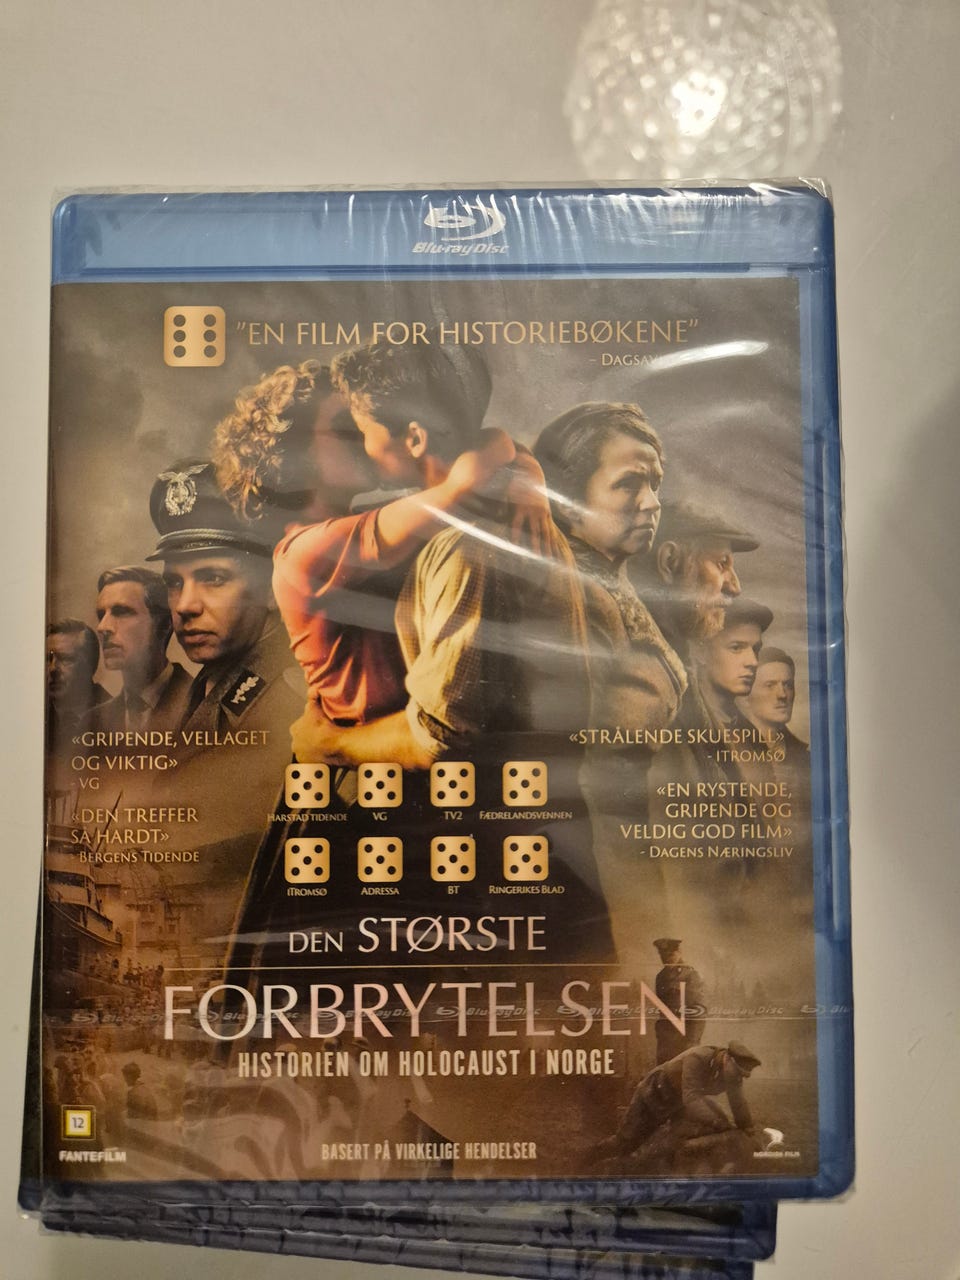 Blu-ray Disc
"EN FILM FOR HISTORIEBØKENE"
«GRIPENDE, VELLAGET
OG VIKTIG»
- VG
«DEN TREFFER
SÅ HARDT»
- BERGENS TIDENDE
«STRÅLENDE SKUESPILL»
- ITROMSØ
«EN RYSTENDE,
GRIPENDE OG
VELDIG GOD FILM»
- DAGENS NÆRINGSLIV
HARSTAD TIDENDE VG TV2 FÆDRELANDSVENNEN
ITROMSØ ADRESSA BT RINGERIKES BLAD
DEN STØRSTE
FORBRYTELSEN
HISTORIEN OM HOLOCAUST I NORGE
12
FANTEFILM
BASERT PÅ VIRKELIGE HENDELSER
NORDISK FILM